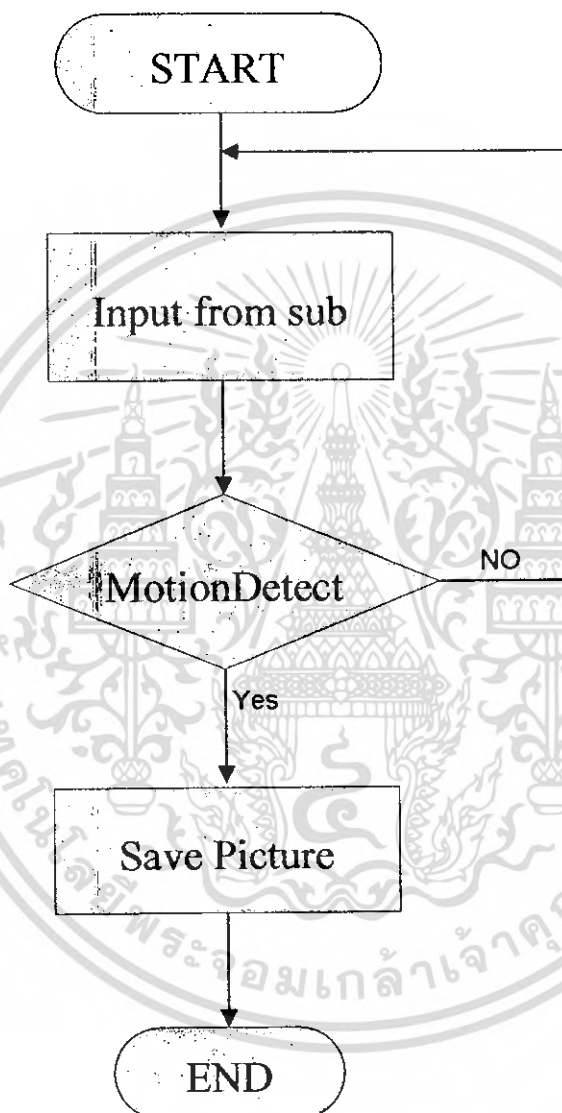 START
Input from sub
MotionDetect
NO
Yes
Save Picture
END